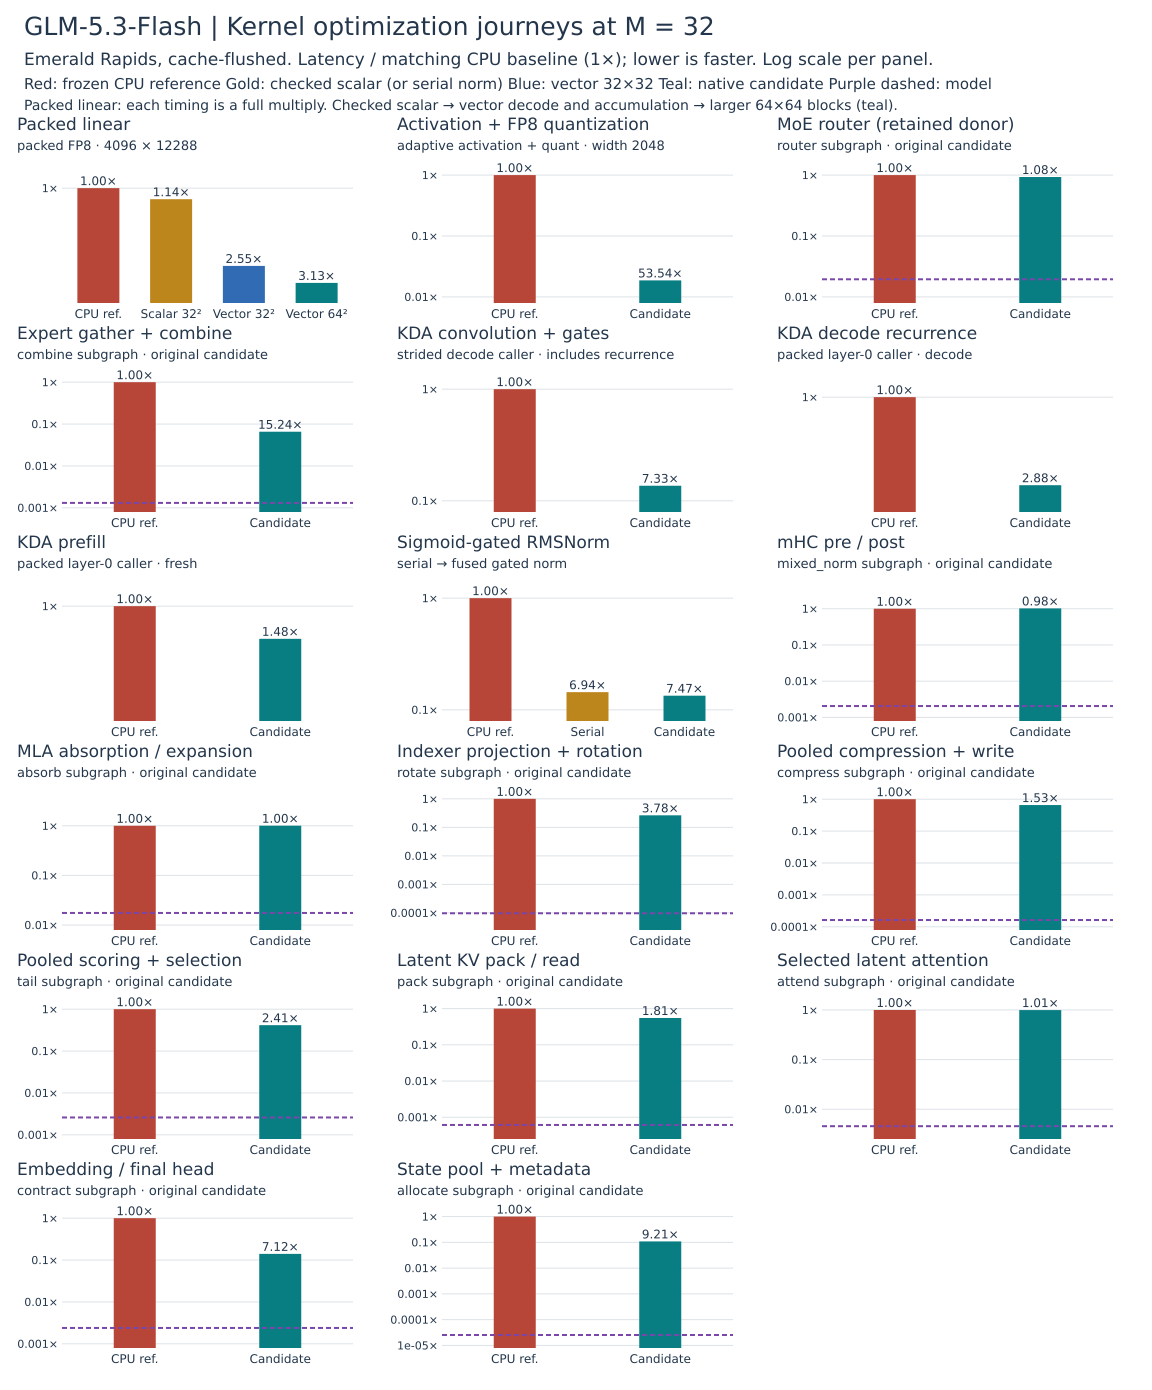 GLM-5.3-Flash | Kernel optimization journeys at M = 32
Emerald Rapids, cache-flushed. Latency / matching CPU baseline (1×); lower is faster. Log scale per panel.
Red: frozen CPU reference Gold: checked scalar (or serial norm) Blue: vector 32×32 Teal: native candidate Purple dashed: model
Packed linear: each timing is a full multiply. Checked scalar → vector decode and accumulation → larger 64×64 blocks (teal).
Packed linear
packed FP8 · 4096 × 12288
1×
1.00×
1.14×
2.55×
3.13×
CPU ref.
Scalar 32²
Vector 32²
Vector 64²
Activation + FP8 quantization
adaptive activation + quant · width 2048
1×
0.1×
0.01×
1.00×
53.54×
CPU ref.
Candidate
MoE router (retained donor)
router subgraph · original candidate
1×
0.1×
0.01×
1.00×
1.08×
CPU ref.
Candidate
Expert gather + combine
combine subgraph · original candidate
1×
0.1×
0.01×
0.001×
1.00×
15.24×
CPU ref.
Candidate
KDA convolution + gates
strided decode caller · includes recurrence
1×
0.1×
1.00×
7.33×
CPU ref.
Candidate
KDA decode recurrence
packed layer-0 caller · decode
1×
1.00×
2.88×
CPU ref.
Candidate
KDA prefill
packed layer-0 caller · fresh
1×
1.00×
1.48×
CPU ref.
Candidate
Sigmoid-gated RMSNorm
serial → fused gated norm
1×
0.1×
1.00×
6.94×
7.47×
CPU ref.
Serial
Candidate
mHC pre / post
mixed_norm subgraph · original candidate
1×
0.1×
0.01×
0.001×
1.00×
0.98×
CPU ref.
Candidate
MLA absorption / expansion
absorb subgraph · original candidate
1×
0.1×
0.01×
1.00×
1.00×
CPU ref.
Candidate
Indexer projection + rotation
rotate subgraph · original candidate
1×
0.1×
0.01×
0.001×
0.0001×
1.00×
3.78×
CPU ref.
Candidate
Pooled compression + write
compress subgraph · original candidate
1×
0.1×
0.01×
0.001×
0.0001×
1.00×
1.53×
CPU ref.
Candidate
Pooled scoring + selection
tail subgraph · original candidate
1×
0.1×
0.01×
0.001×
1.00×
2.41×
CPU ref.
Candidate
Latent KV pack / read
pack subgraph · original candidate
1×
0.1×
0.01×
0.001×
1.00×
1.81×
CPU ref.
Candidate
Selected latent attention
attend subgraph · original candidate
1×
0.1×
0.01×
1.00×
1.01×
CPU ref.
Candidate
Embedding / final head
contract subgraph · original candidate
1×
0.1×
0.01×
0.001×
1.00×
7.12×
CPU ref.
Candidate
State pool + metadata
allocate subgraph · original candidate
1×
0.1×
0.01×
0.001×
0.0001×
1e-05×
1.00×
9.21×
CPU ref.
Candidate